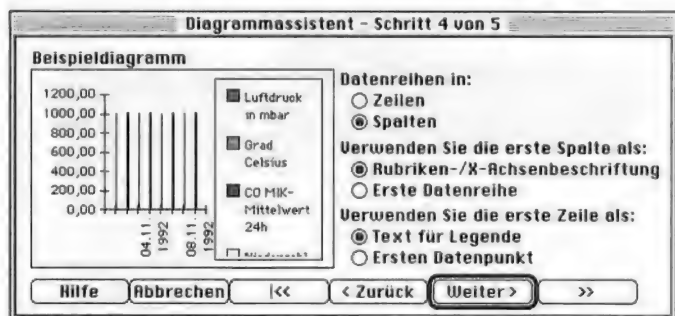 Diagrammassistent - Schritt 4 von 5
Beispieldiagramm
1200,00
1000,00
800,00
600,00
400,00
200,00
0,00
04.11.
1992
08.11.
1992
Luftdruck
in mbar
Grad
Celsius
CO MIK-
Mittelwert
24h
Datenreihen in:
Zeilen
Spalten
Verwenden Sie die erste Spalte als:
Rubriken-/X-Achsenbeschriftung
Erste Datenreihe
Verwenden Sie die erste Zeile als:
Text für Legende
Ersten Datenpunkt
Hilfe Abbrechen |<< < Zurück Weiter > >>